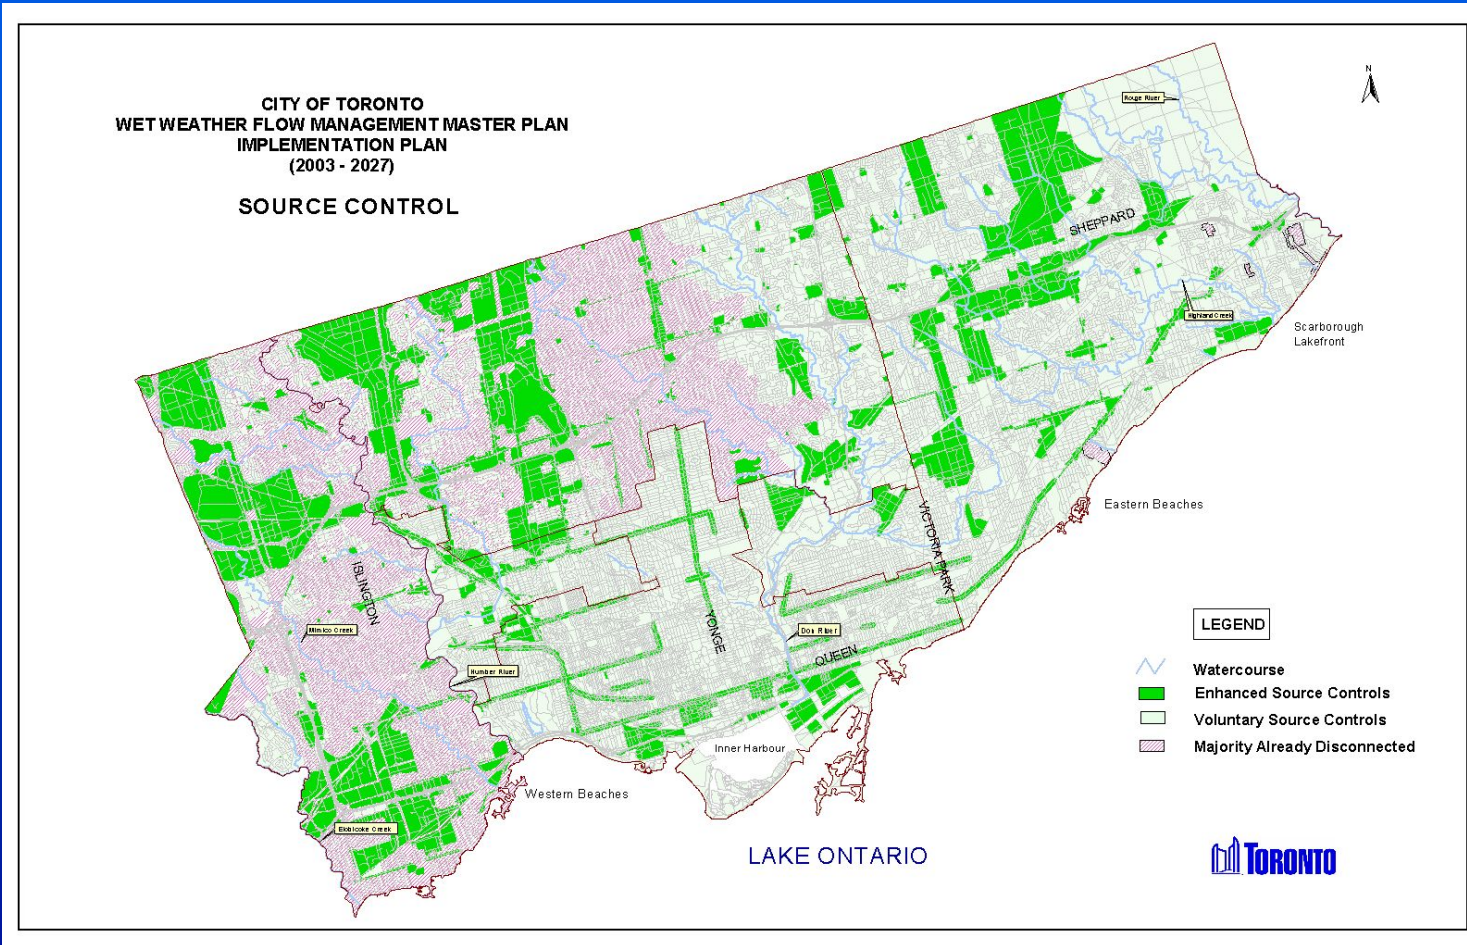 CITY OF TORONTO
WET WEATHER FLOW MANAGEMENT MASTER PLAN
IMPLEMENTATION PLAN
(2003 - 2027)
SOURCE CONTROL
N
Rouge River
SHEPPARD
Highland Creek
Scarborough
Lakefront
Eastern Beaches
VICTORIA PARK
ISLINGTON
Mimico Creek
YONGE
Don River
QUEEN
Humber River
Inner Harbour
Western Beaches
Etobicoke Creek
LAKE ONTARIO
LEGEND
Watercourse
Enhanced Source Controls
Voluntary Source Controls
Majority Already Disconnected
TORONTO